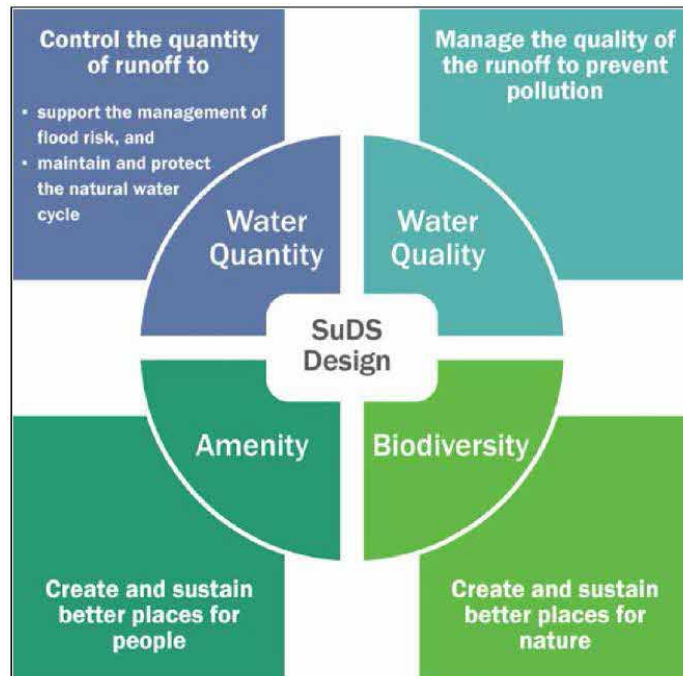 Control the quantity
of runoff to
• support the management of
flood risk, and
• maintain and protect
the natural water
cycle
Manage the quality of
the runoff to prevent
pollution
Water
Quantity
Water
Quality
SuDS
Design
Amenity
Biodiversity
Create and sustain
better places for
people
Create and sustain
better places for
nature